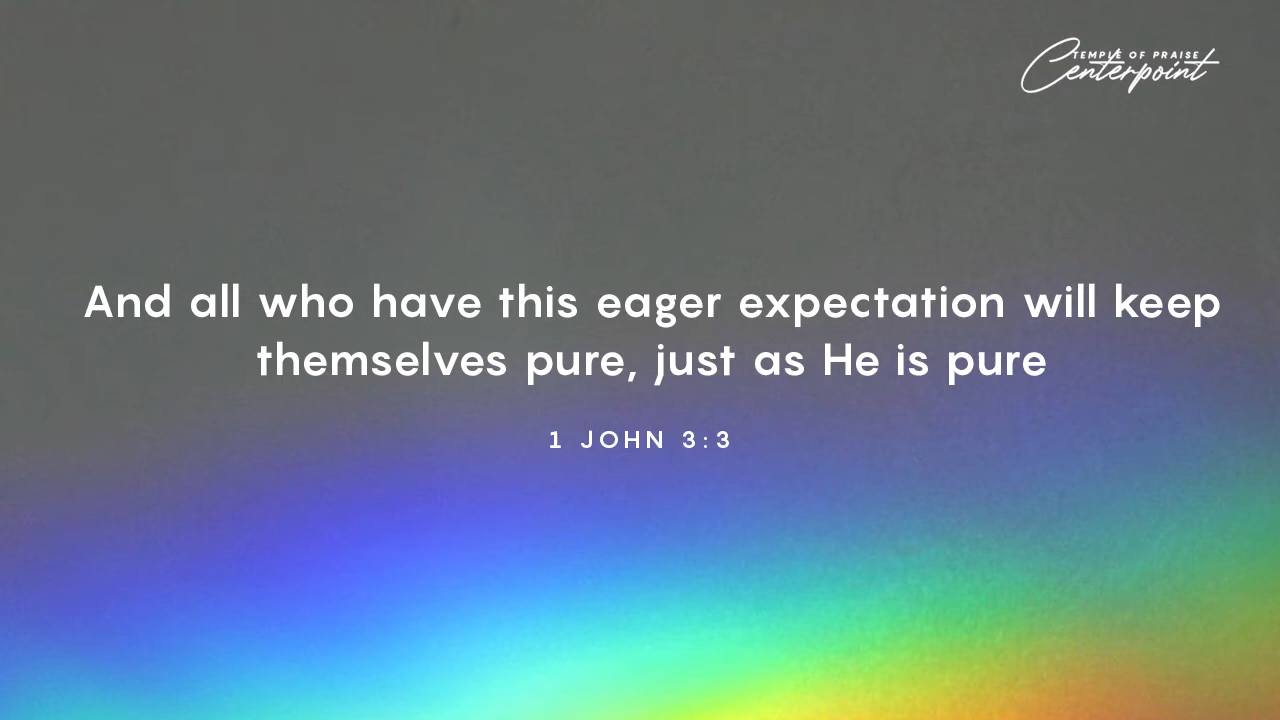 TEMPLE OF PRAISE
Centerpoint
And all who have this eager expectation will keep
themselves pure, just as He is pure
1 JOHN 3:3